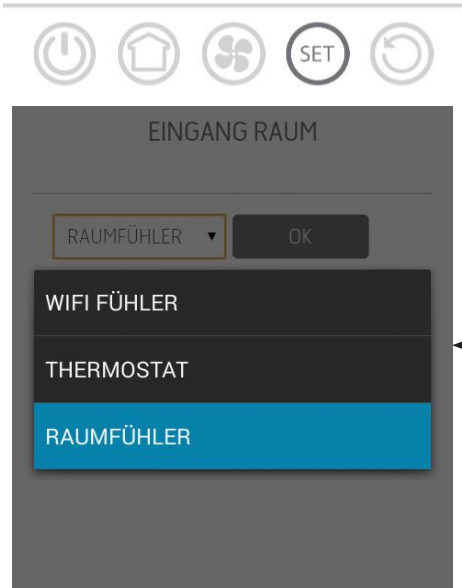 SET
EINGANG RAUM
RAUMFÜHLER OK
WIFI FÜHLER
THERMOSTAT
RAUMFÜHLER